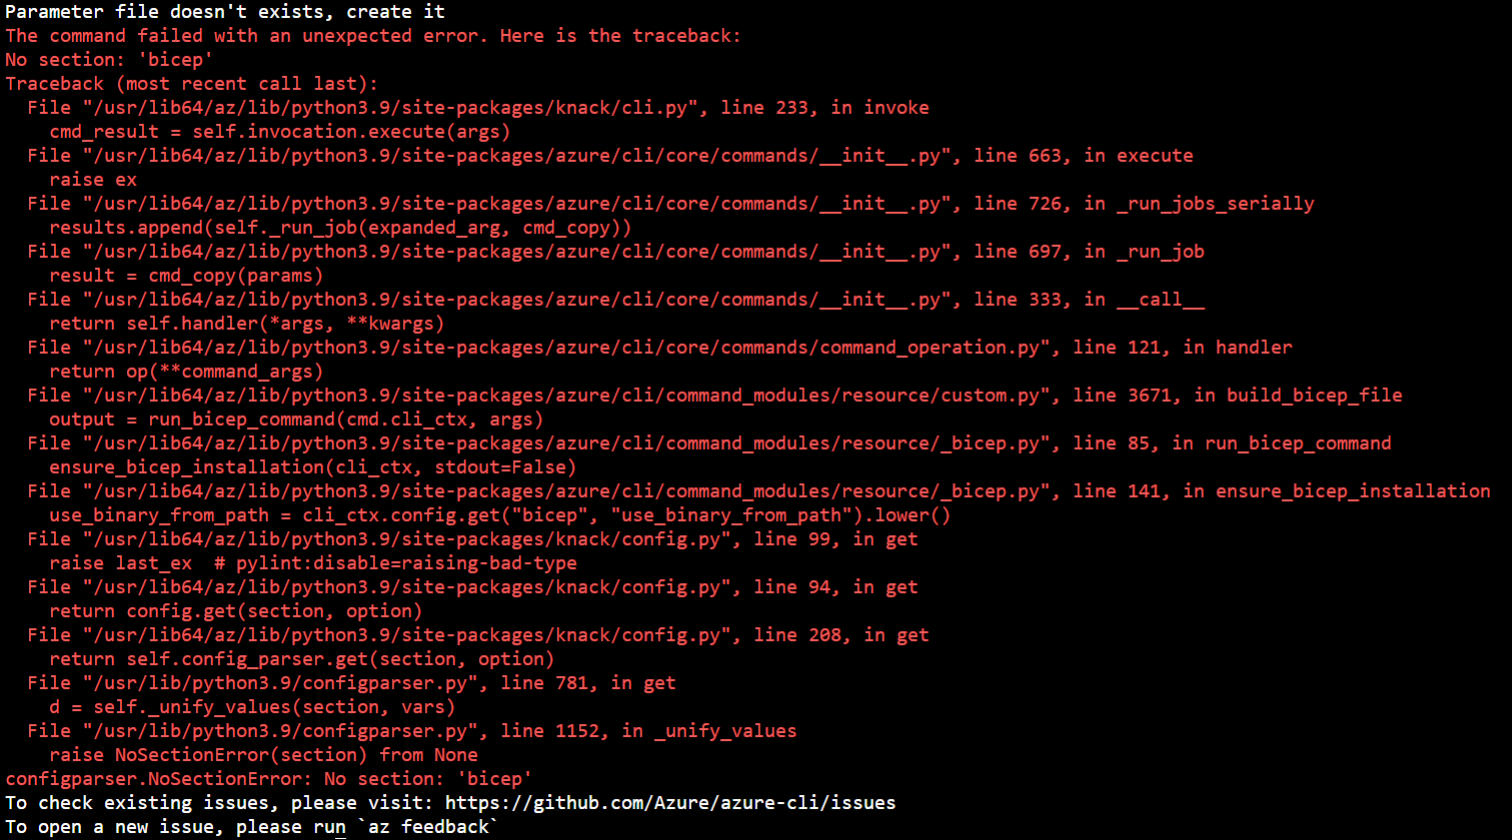 Parameter file doesn't exists, create it
The command failed with an unexpected error. Here is the traceback:
No section: 'bicep'
Traceback (most recent call last):
  File "/usr/lib64/az/lib/python3.9/site-packages/knack/cli.py", line 233, in invoke
    cmd_result = self.invocation.execute(args)
  File "/usr/lib64/az/lib/python3.9/site-packages/azure/cli/core/commands/__init__.py", line 663, in execute
    raise ex
  File "/usr/lib64/az/lib/python3.9/site-packages/azure/cli/core/commands/__init__.py", line 726, in _run_jobs_serially
    results.append(self._run_job(expanded_arg, cmd_copy))
  File "/usr/lib64/az/lib/python3.9/site-packages/azure/cli/core/commands/__init__.py", line 697, in _run_job
    result = cmd_copy(params)
  File "/usr/lib64/az/lib/python3.9/site-packages/azure/cli/core/commands/__init__.py", line 333, in __call__
    return self.handler(*args, **kwargs)
  File "/usr/lib64/az/lib/python3.9/site-packages/azure/cli/core/commands/command_operation.py", line 121, in handler
    return op(**command_args)
  File "/usr/lib64/az/lib/python3.9/site-packages/azure/cli/command_modules/resource/custom.py", line 3671, in build_bicep_file
    output = run_bicep_command(cmd.cli_ctx, args)
  File "/usr/lib64/az/lib/python3.9/site-packages/azure/cli/command_modules/resource/_bicep.py", line 85, in run_bicep_command
    ensure_bicep_installation(cli_ctx, stdout=False)
  File "/usr/lib64/az/lib/python3.9/site-packages/azure/cli/command_modules/resource/_bicep.py", line 141, in ensure_bicep_installation
    use_binary_from_path = cli_ctx.config.get("bicep", "use_binary_from_path").lower()
  File "/usr/lib64/az/lib/python3.9/site-packages/knack/config.py", line 99, in get
    raise last_ex  # pylint:disable=raising-bad-type
  File "/usr/lib64/az/lib/python3.9/site-packages/knack/config.py", line 94, in get
    return config.get(section, option)
  File "/usr/lib64/az/lib/python3.9/site-packages/knack/config.py", line 208, in get
    return self.config_parser.get(section, option)
  File "/usr/lib/python3.9/configparser.py", line 781, in get
    d = self._unify_values(section, vars)
  File "/usr/lib/python3.9/configparser.py", line 1152, in _unify_values
    raise NoSectionError(section) from None
configparser.NoSectionError: No section: 'bicep'
To check existing issues, please visit: https://github.com/Azure/azure-cli/issues
To open a new issue, please run `az feedback`